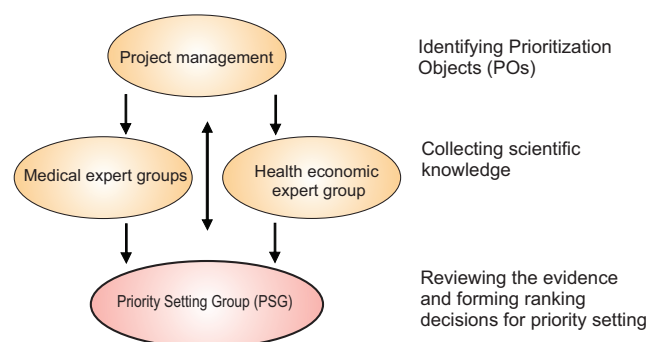 Project management
Identifying Prioritization
Objects (POs)
Medical expert groups
Health economic
expert group
Collecting scientific
knowledge
Priority Setting Group (PSG)
Reviewing the evidence
and forming ranking
decisions for priority setting